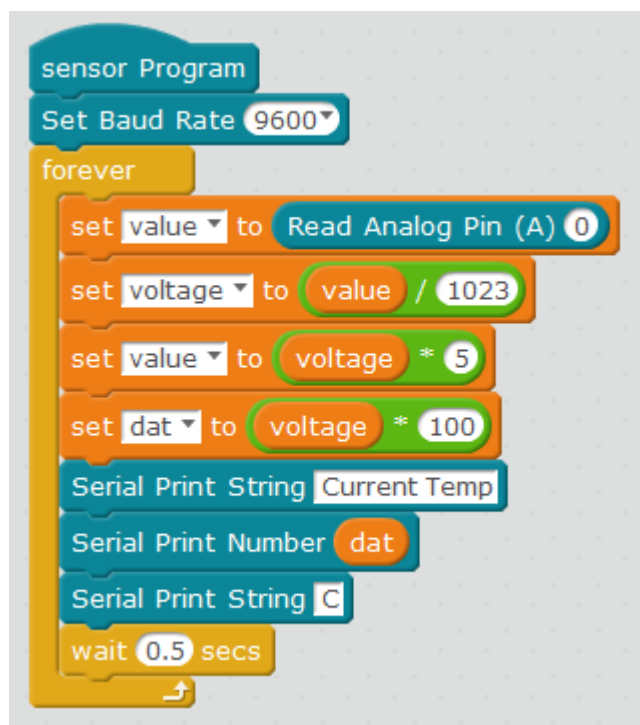 sensor Program
Set Baud Rate 9600
forever
set value to Read Analog Pin (A) 0
set voltage to value / 1023
set value to voltage * 5
set dat to voltage * 100
Serial Print String Current Temp
Serial Print Number dat
Serial Print String C
wait 0.5 secs